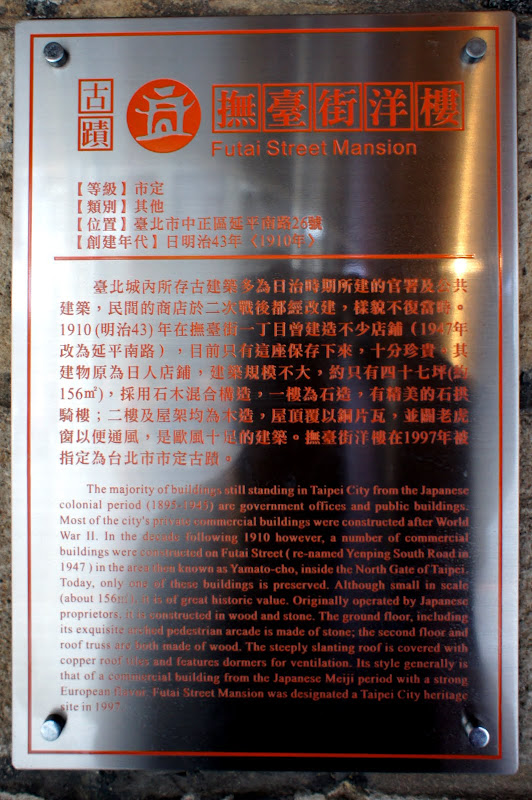 古蹟
撫臺街洋樓
Futai Street Mansion
【等級】市定
【類別】其他
【位置】臺北市中正區延平南路26號
【創建年代】日明治43年〈1910年〉
臺北城內所存古建築多為日治時期所建的官署及公共
建築，民間的商店於二次戰後都經改建，樣貌不復當時。
1910(明治43)年在撫臺街一丁目曾建造不少店鋪（1947年
改為延平南路），目前只有這座保存下來，十分珍貴。其
建物原為日人店鋪，建築規模不大，約只有四十七坪(約
156㎡)，採用石木混合構造，一樓為石造，有精美的石拱
騎樓；二樓及屋架均為木造，屋頂覆以銅片瓦，並闢老虎
窗以便通風，是歐風十足的建築。撫臺街洋樓在1997年被
指定為台北市市定古蹟。
The majority of buildings still standing in Taipei City from the Japanese
colonial period (1895-1945) are government offices and public buildings.
Most of the city's private commercial buildings were constructed after World
War II. In the decade following 1910 however, a number of commercial
buildings were constructed on Futai Street ( re-named Yenping South Road in
1947 ) in the area then known as Yamato-cho, inside the North Gate of Taipei.
Today, only one of these buildings is preserved. Although small in scale
(about 156㎡), it is of great historic value. Originally operated by Japanese
proprietors, it is constructed in wood and stone. The ground floor, including
its exquisite arched pedestrian arcade is made of stone; the second floor and
roof truss are both made of wood. The steeply slanting roof is covered with
copper roof tiles and features dormers for ventilation. Its style generally is
that of a commercial building from the Japanese Meiji period with a strong
European flavor. Futai Street Mansion was designated a Taipei City heritage
site in 1997.